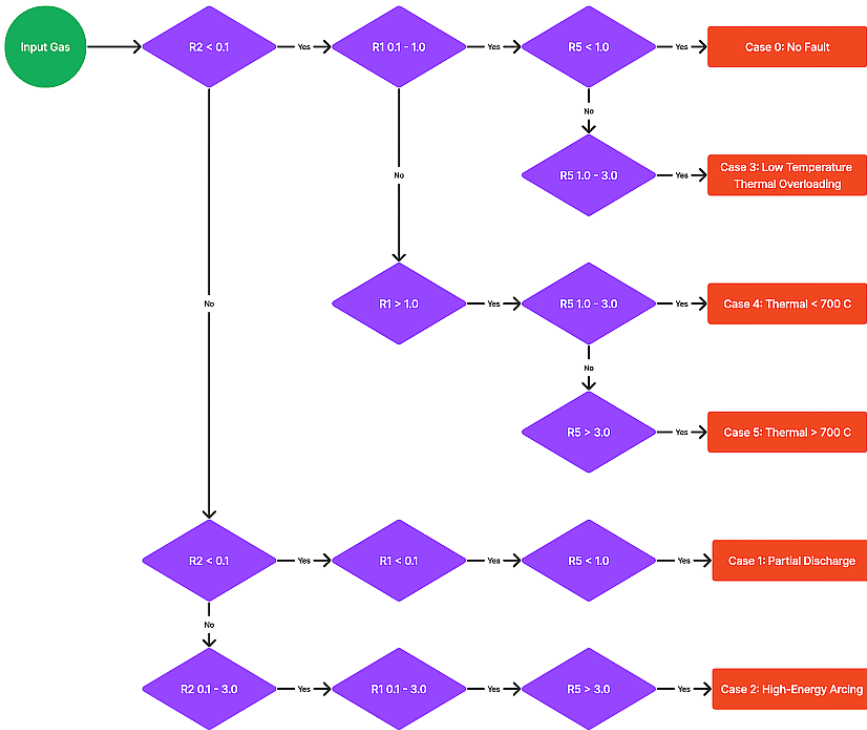 Input Gas
R2 < 0.1
Yes
R1 0.1 - 1.0
Yes
R5 < 1.0
Yes
Case 0: No Fault
No
R5 1.0 - 3.0
Yes
Case 3: Low Temperature
Thermal Overloading
No
No
R1 > 1.0
Yes
R5 1.0 - 3.0
Yes
Case 4: Thermal < 700 C
No
R5 > 3.0
Yes
Case 5: Thermal > 700 C
R2 < 0.1
Yes
R1 < 0.1
Yes
R5 < 1.0
Yes
Case 1: Partial Discharge
No
R2 0.1 - 3.0
Yes
R1 0.1 - 3.0
Yes
R5 > 3.0
Yes
Case 2: High-Energy Arcing